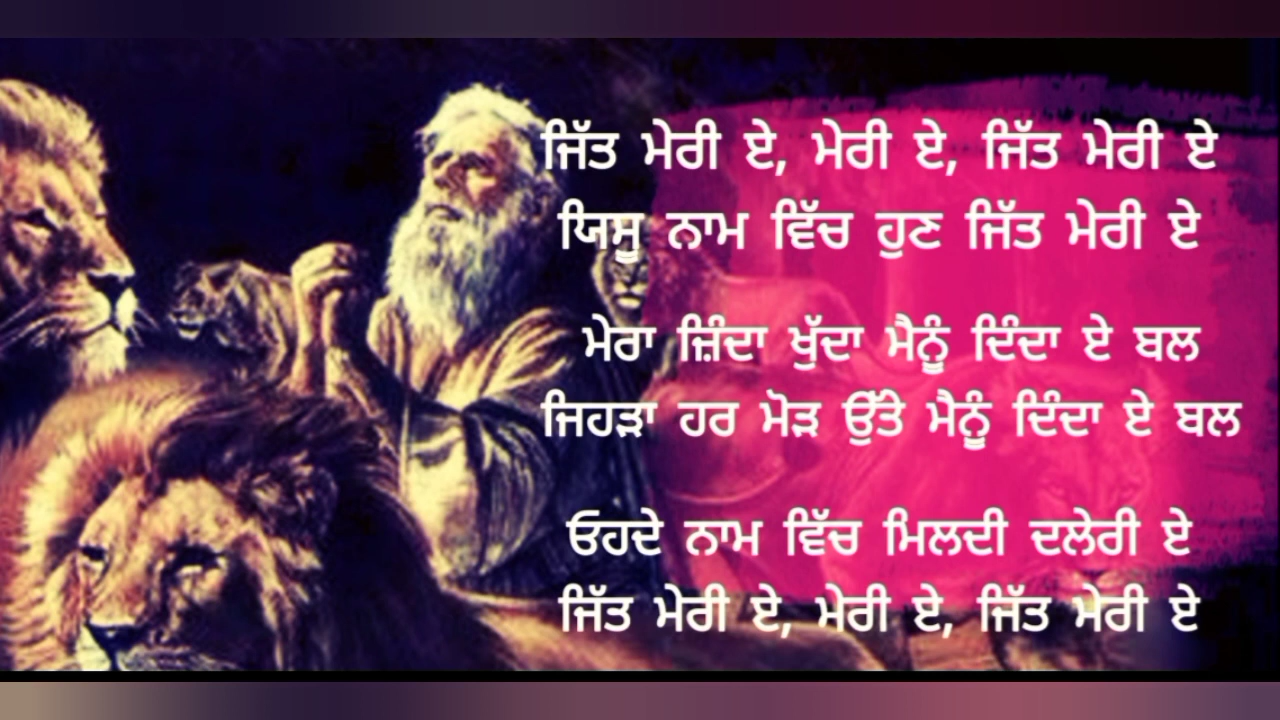 ਜਿੱਤ ਮੇਰੀ ਏ, ਮੇਰੀ ਏ, ਜਿੱਤ ਮੇਰੀ ਏ
ਯਿਸੂ ਨਾਮ ਵਿੱਚ ਹੁਣ ਜਿੱਤ ਮੇਰੀ ਏ
ਮੇਰਾ ਜ਼ਿੰਦਾ ਖੁੱਦਾ ਮੈਨੂੰ ਦਿੰਦਾ ਏ ਬਲ
ਜਿਹੜਾ ਹਰ ਮੋੜ ਉੱਤੇ ਮੈਨੂੰ ਦਿੰਦਾ ਏ ਬਲ
ਓਹਦੇ ਨਾਮ ਵਿੱਚ ਮਿਲਦੀ ਦਲੇਰੀ ਏ
ਜਿੱਤ ਮੇਰੀ ਏ, ਮੇਰੀ ਏ, ਜਿੱਤ ਮੇਰੀ ਏ